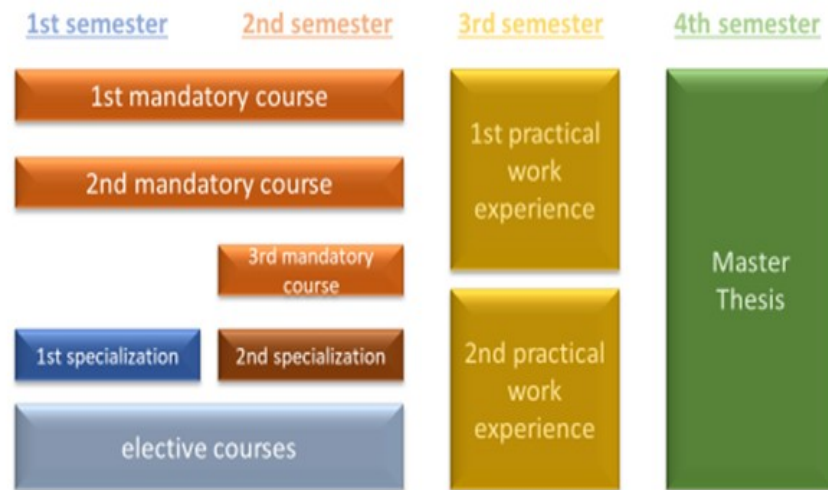 1st semester
2nd semester
3rd semester
4th semester
1st mandatory course
2nd mandatory course
3rd mandatory
course
1st specialization
2nd specialization
elective courses
1st practical
work
experience
2nd practical
work
experience
Master
Thesis